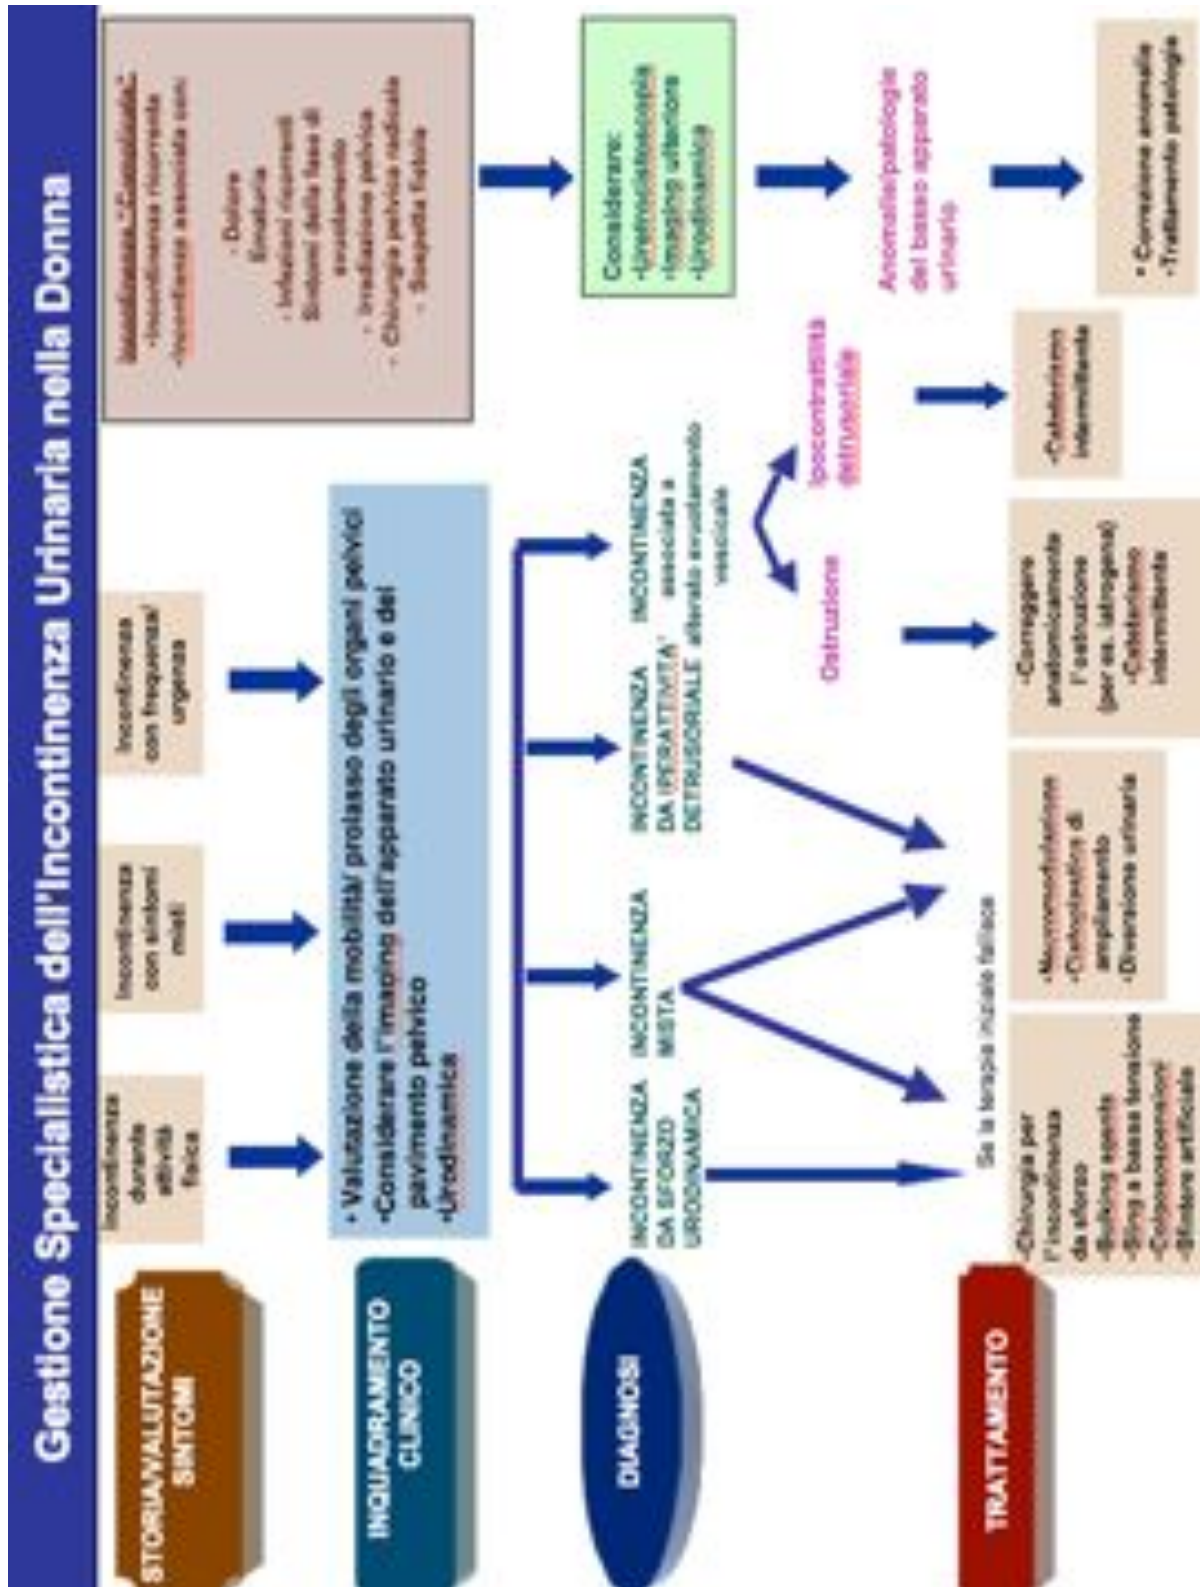 Gestione Specialistica dell'Incontinenza Urinaria nella Donna
STORIA/VALUTAZIONE
SINTOMI
Incontinenza
durante
attività
fisica
Incontinenza
con sintomi
misti
Incontinenza
con frequenza/
urgenza
Incontinenza "Complicata":
•Incontinenza ricorrente
•Incontinenza associata con:
- Dolore
Ematuria
- Infezioni ricorrenti
Sintomi della fase di
svuotamento
- Irradiazione pelvica
- Chirurgia pelvica radicale
- Sospetta fistola
INQUADRAMENTO
CLINICO
• Valutazione della mobilità/ prolasso degli organi pelvici
•Considerare l'imaging dell'apparato urinario e del
pavimento pelvico
•Urodinamica
Considerare:
•Uretrocistoscopia
•Imaging ulteriore
•Urodinamica
DIAGNOSI
INCONTINENZA
DA SFORZO
URODINAMICA
INCONTINENZA
MISTA
INCONTINENZA
DA IPERATTIVITA'
DETRUSORIALE
INCONTINENZA
associata a
alterato svuotamento
vescicale
Ostruzione
Ipocontrattilità
detrusoriale
Anomalie/patologie
del basso apparato
urinario
TRATTAMENTO
Se la terapia iniziale fallisce
-Chirurgia per
l'incontinenza
da sforzo
-Bulking agents
-Sling a bassa tensione
-Colposospensioni
-Sfintere artificiale
•Neuromodulazione
•Cistoplastica di
ampliamento
•Diversione urinaria
-Correggere
anatomicamente
l'ostruzione
(per es. iatrogena)
-Cateterismo
intermittente
•Cateterismo
intermittente
• Correzione anomalie
-Trattamento patologie